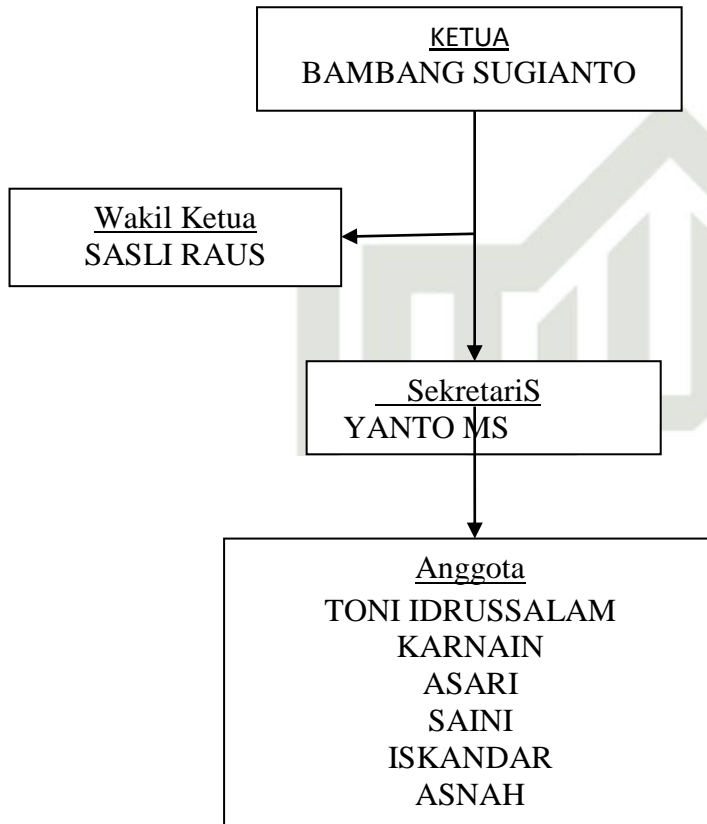 KETUA
BAMBANG SUGIANTO
Wakil Ketua
SASLI RAUS
SekretariS
YANTO MS
Anggota
TONI IDRUSSALAM
KARNAIN
ASARI
SAINI
ISKANDAR
ASNAH